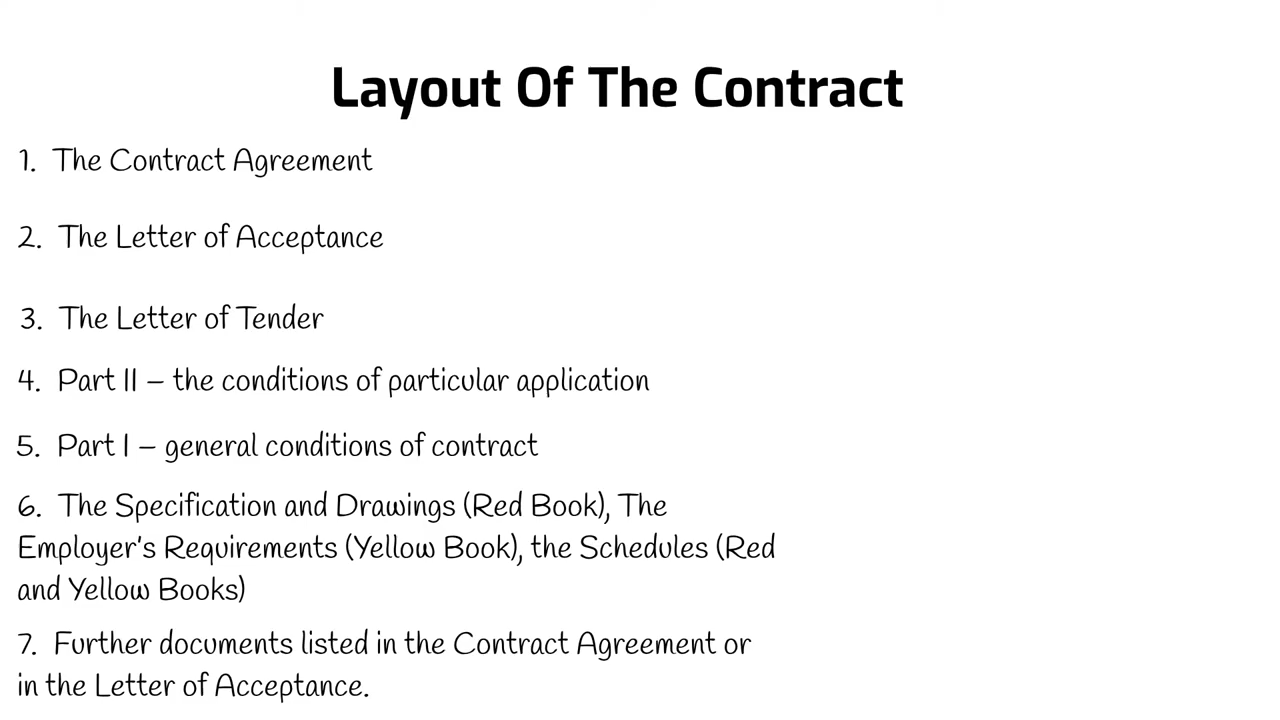 Layout Of The Contract
1. The Contract Agreement
2. The Letter of Acceptance
3. The Letter of Tender
4. Part II – the conditions of particular application
5. Part I – general conditions of contract
6. The Specification and Drawings (Red Book), The
Employer's Requirements (Yellow Book), the Schedules (Red
and Yellow Books)
7. Further documents listed in the Contract Agreement or
in the Letter of Acceptance.